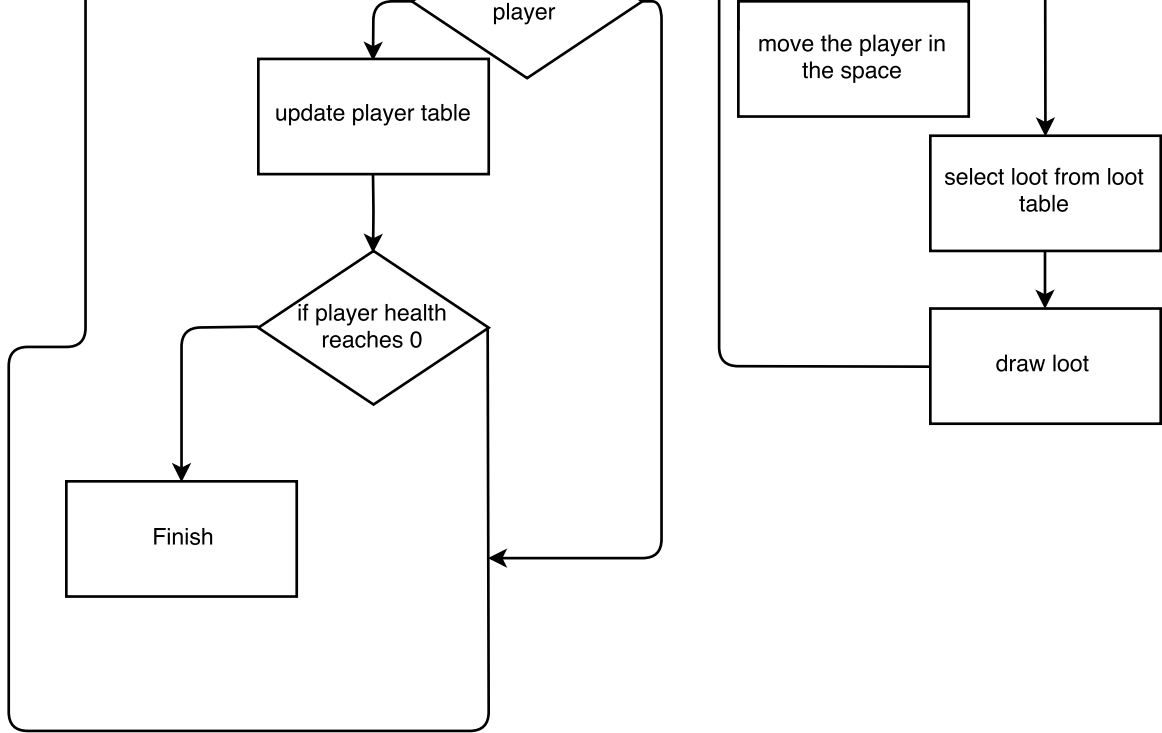 player
move the player in
the space
update player table
select loot from loot
table
if player health
reaches 0
draw loot
Finish